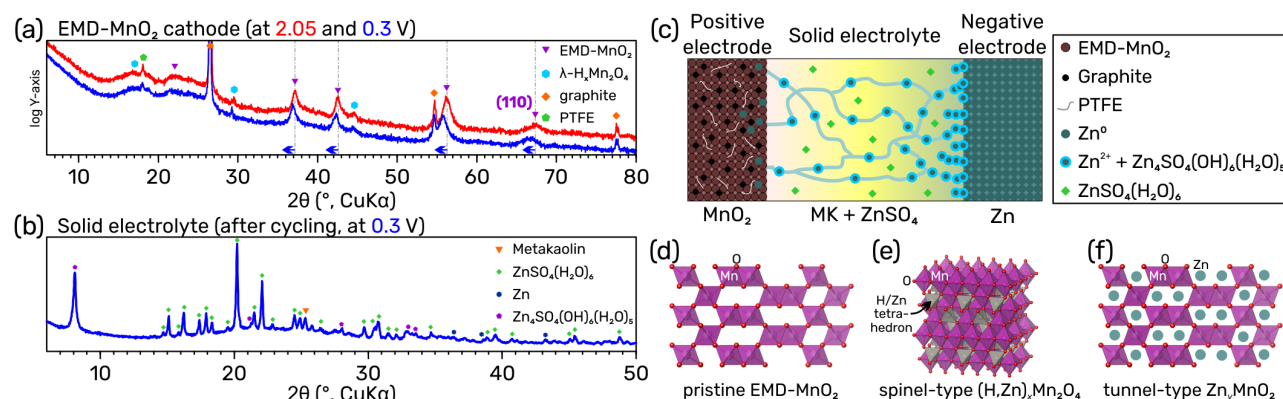 (a) EMD-MnO₂ cathode (at 2.05 and 0.3 V)
log Y-axis
EMD-MnO₂
λ-HₓMn₂O₄
graphite
PTFE
(110)
10 20 30 40 50 60 70 80
2θ (°, CuKα)
(b) Solid electrolyte (after cycling, at 0.3 V)
Metakaolin
ZnSO₄(H₂O)₆
Zn
Zn₄SO₄(OH)₆(H₂O)₅
10 20 30 40 50
2θ (°, CuKα)
(c)
Positive electrode
Solid electrolyte
Negative electrode
MnO₂
MK + ZnSO₄
Zn
EMD-MnO₂
Graphite
PTFE
Zn⁰
Zn²⁺ + Zn₄SO₄(OH)₆(H₂O)₅
ZnSO₄(H₂O)₆
(d)
O
Mn
pristine EMD-MnO₂
(e)
Mn
O
H/Zn
tetra-
hedron
spinel-type (H,Zn)ₓMn₂O₄
(f)
O
Zn
Mn
tunnel-type ZnᵧMnO₂